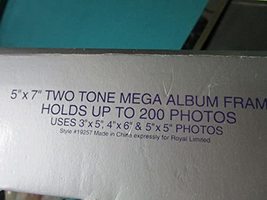 5"x 7" TWO TONE MEGA ALBUM FRAM
HOLDS UP TO 200 PHOTOS
USES 3"x 5", 4"x 6" & 5"x 5" PHOTOS
Style #19257 Made in China expressly for Royal Limited